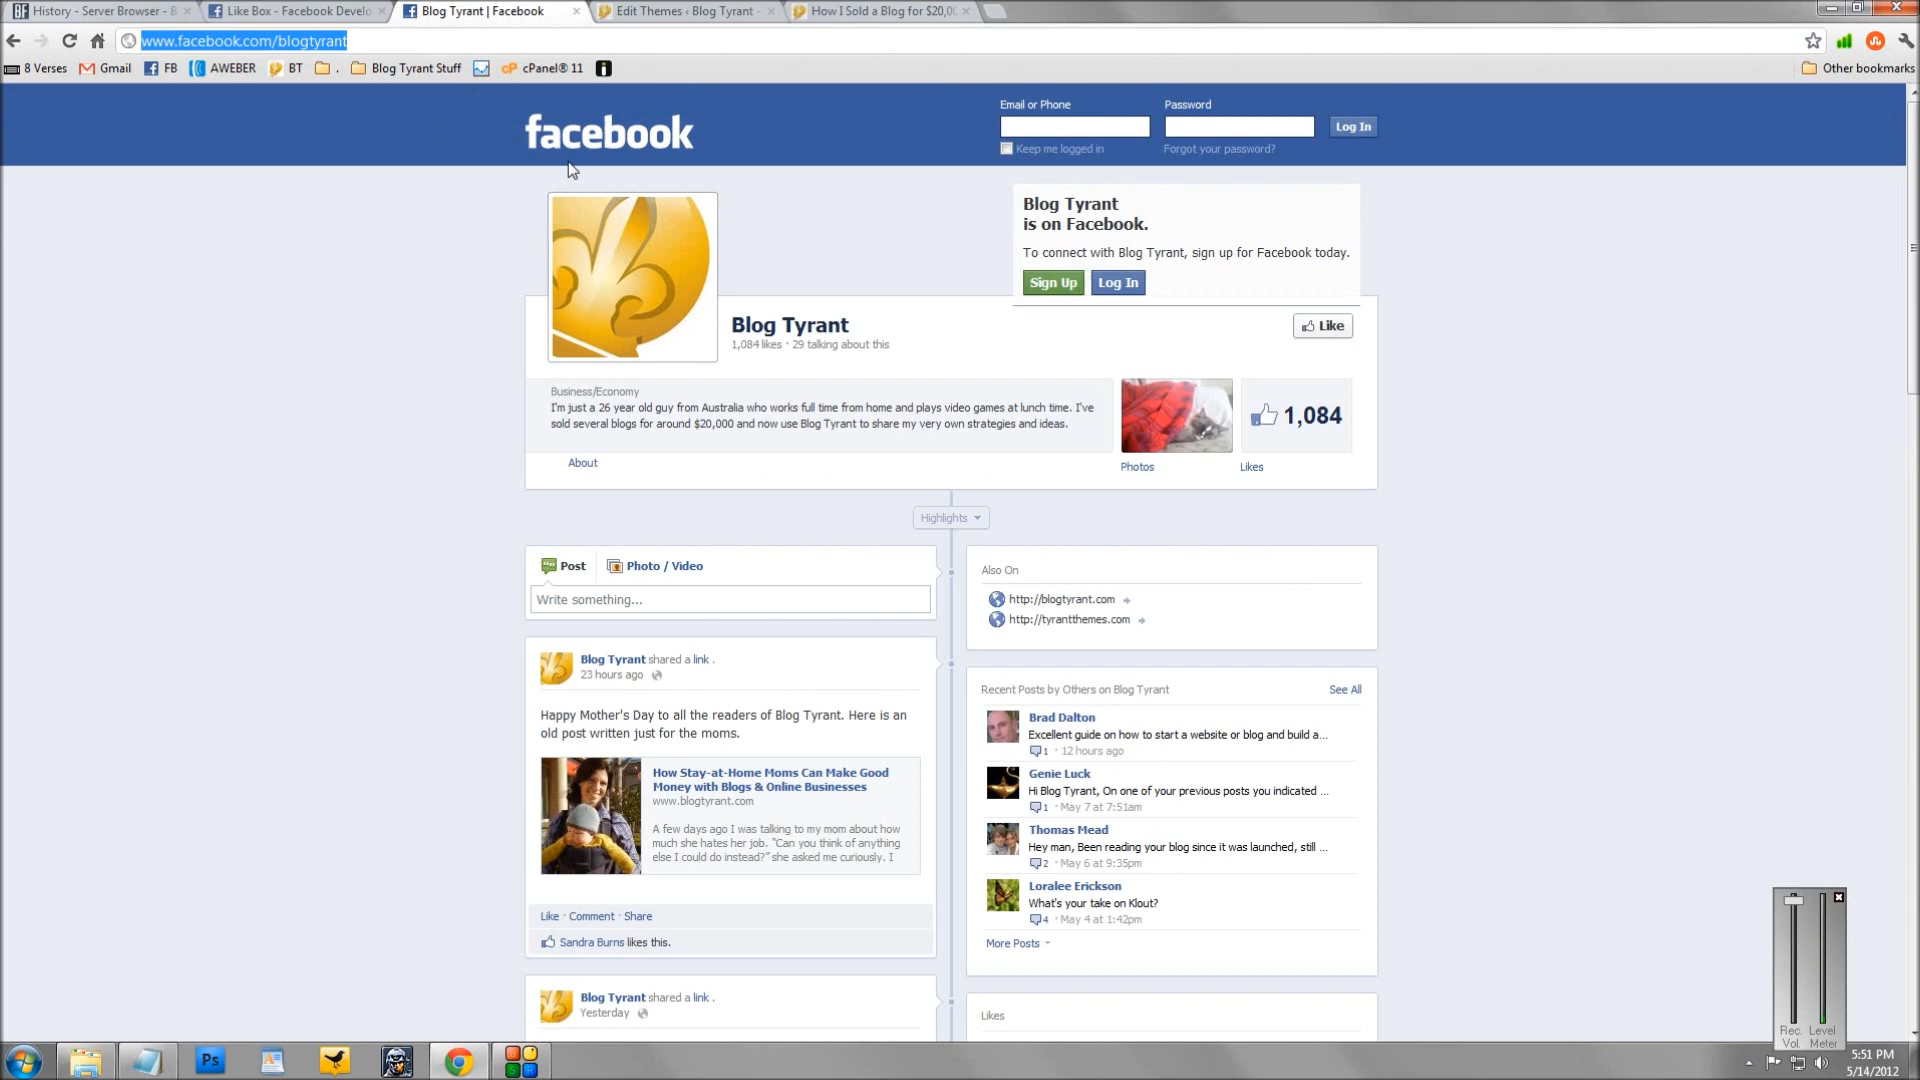 History - Server Browser - B
Like Box - Facebook Develo
Blog Tyrant | Facebook
Edit Themes ‹ Blog Tyrant -
How I Sold a Blog for $20,0
www.facebook.com/blogtyrant
8 Verses
Gmail
FB
AWEBER
BT
.
Blog Tyrant Stuff
cP
cPanel® 11
Other bookmarks
facebook
Email or Phone
Password
Log In
Keep me logged in
Forgot your password?
Blog Tyrant
is on Facebook.
To connect with Blog Tyrant, sign up for Facebook today.
Sign Up
Log In
Blog Tyrant
1,084 likes · 29 talking about this
Like
Business/Economy
I'm just a 26 year old guy from Australia who works full time from home and plays video games at lunch time. I've
sold several blogs for around $20,000 and now use Blog Tyrant to share my very own strategies and ideas.
1,084
About
Photos
Likes
Highlights
Post
Photo / Video
Write something...
Also On
http://blogtyrant.com
http://tyrantthemes.com
Blog Tyrant shared a link .
23 hours ago
Happy Mother's Day to all the readers of Blog Tyrant. Here is an
old post written just for the moms.
How Stay-at-Home Moms Can Make Good
Money with Blogs & Online Businesses
www.blogtyrant.com
A few days ago I was talking to my mom about how
much she hates her job. "Can you think of anything
else I could do instead?" she asked me curiously. I
Like · Comment · Share
Sandra Burns likes this.
Blog Tyrant shared a link .
Yesterday
Recent Posts by Others on Blog Tyrant
See All
Brad Dalton
Excellent guide on how to start a website or blog and build a...
1 · 12 hours ago
Genie Luck
Hi Blog Tyrant, On one of your previous posts you indicated ...
1 · May 7 at 7:51am
Thomas Mead
Hey man, Been reading your blog since it was launched, still ...
2 · May 6 at 9:35pm
Loralee Erickson
What's your take on Klout?
4 · May 4 at 1:42pm
More Posts
Likes
Rec. Level
Vol. Meter
Ps
5:51 PM
5/14/2012